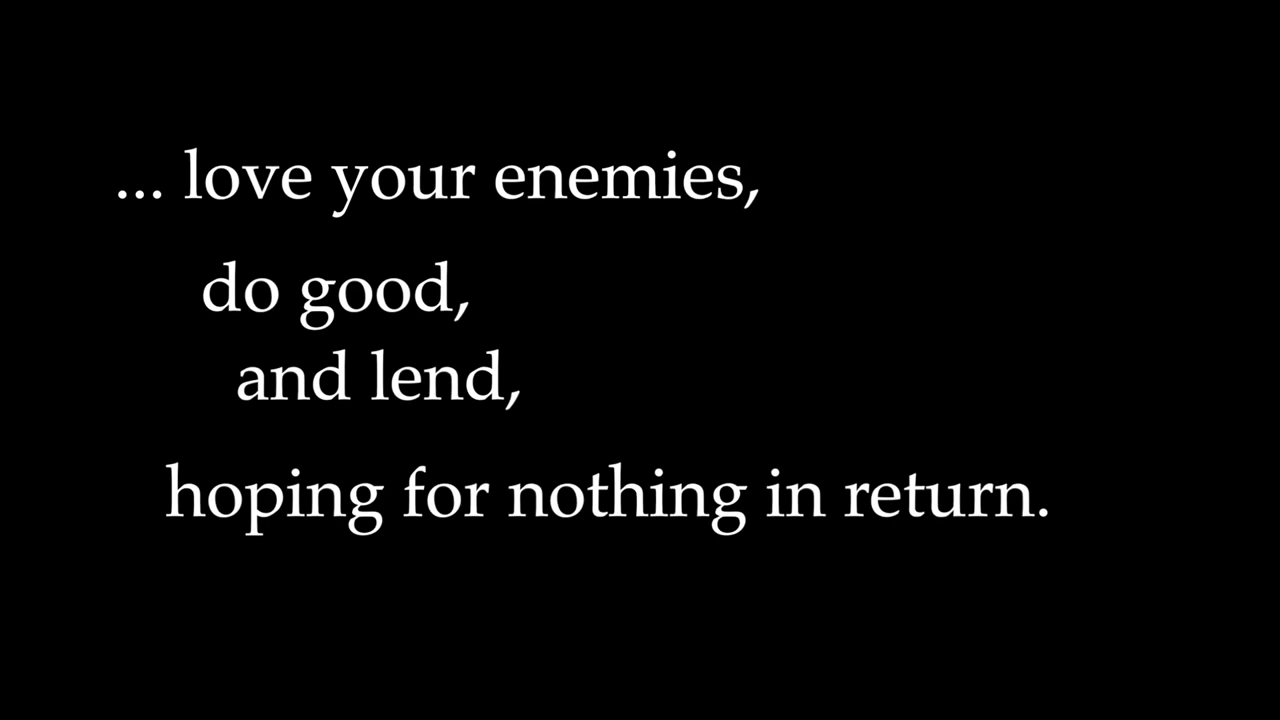 ... love your enemies,
do good,
and lend,
hoping for nothing in return.